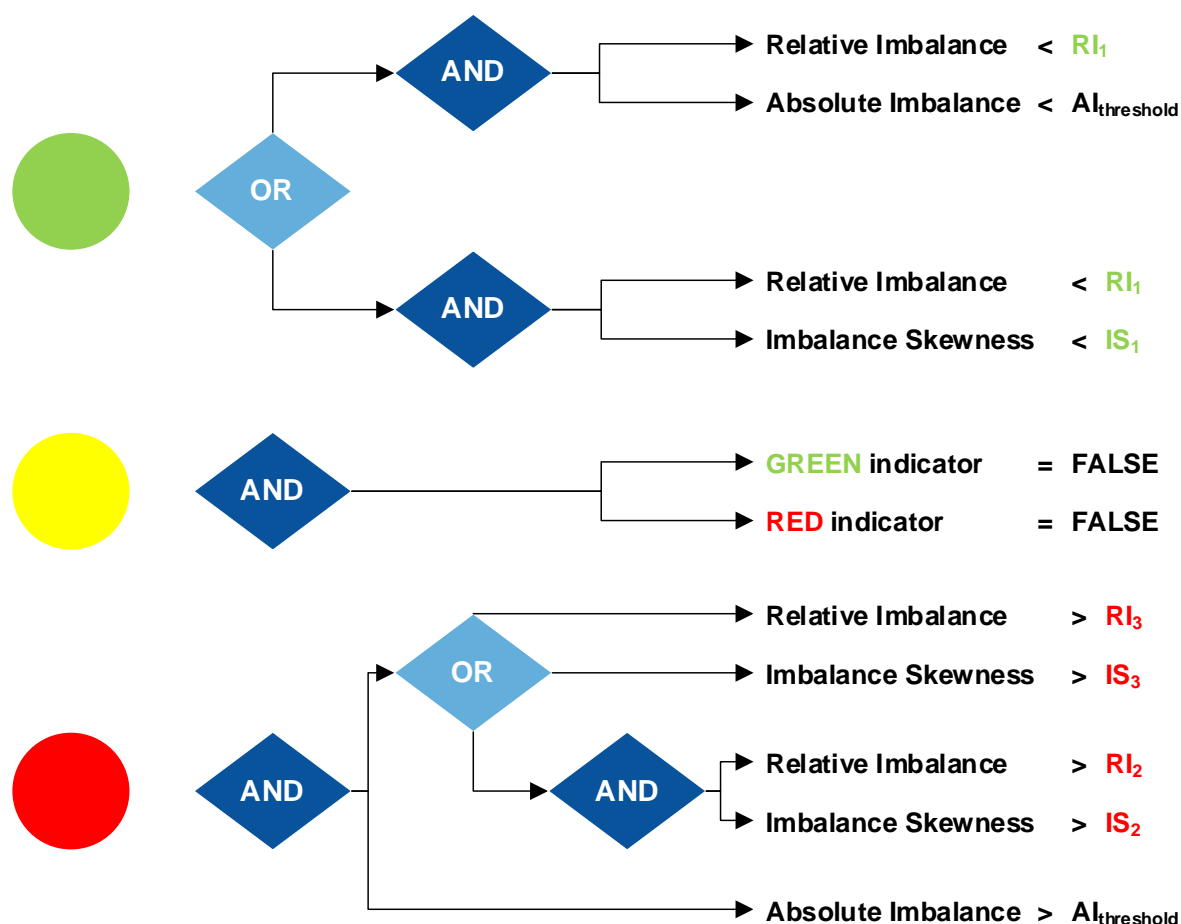 AND
Relative Imbalance < RI1
Absolute Imbalance < AIthreshold
OR
AND
Relative Imbalance < RI1
Imbalance Skewness < IS1
AND
GREEN indicator = FALSE
RED indicator = FALSE
Relative Imbalance > RI3
OR
Imbalance Skewness > IS3
AND
AND
Relative Imbalance > RI2
Imbalance Skewness > IS2
Absolute Imbalance > AIthreshold